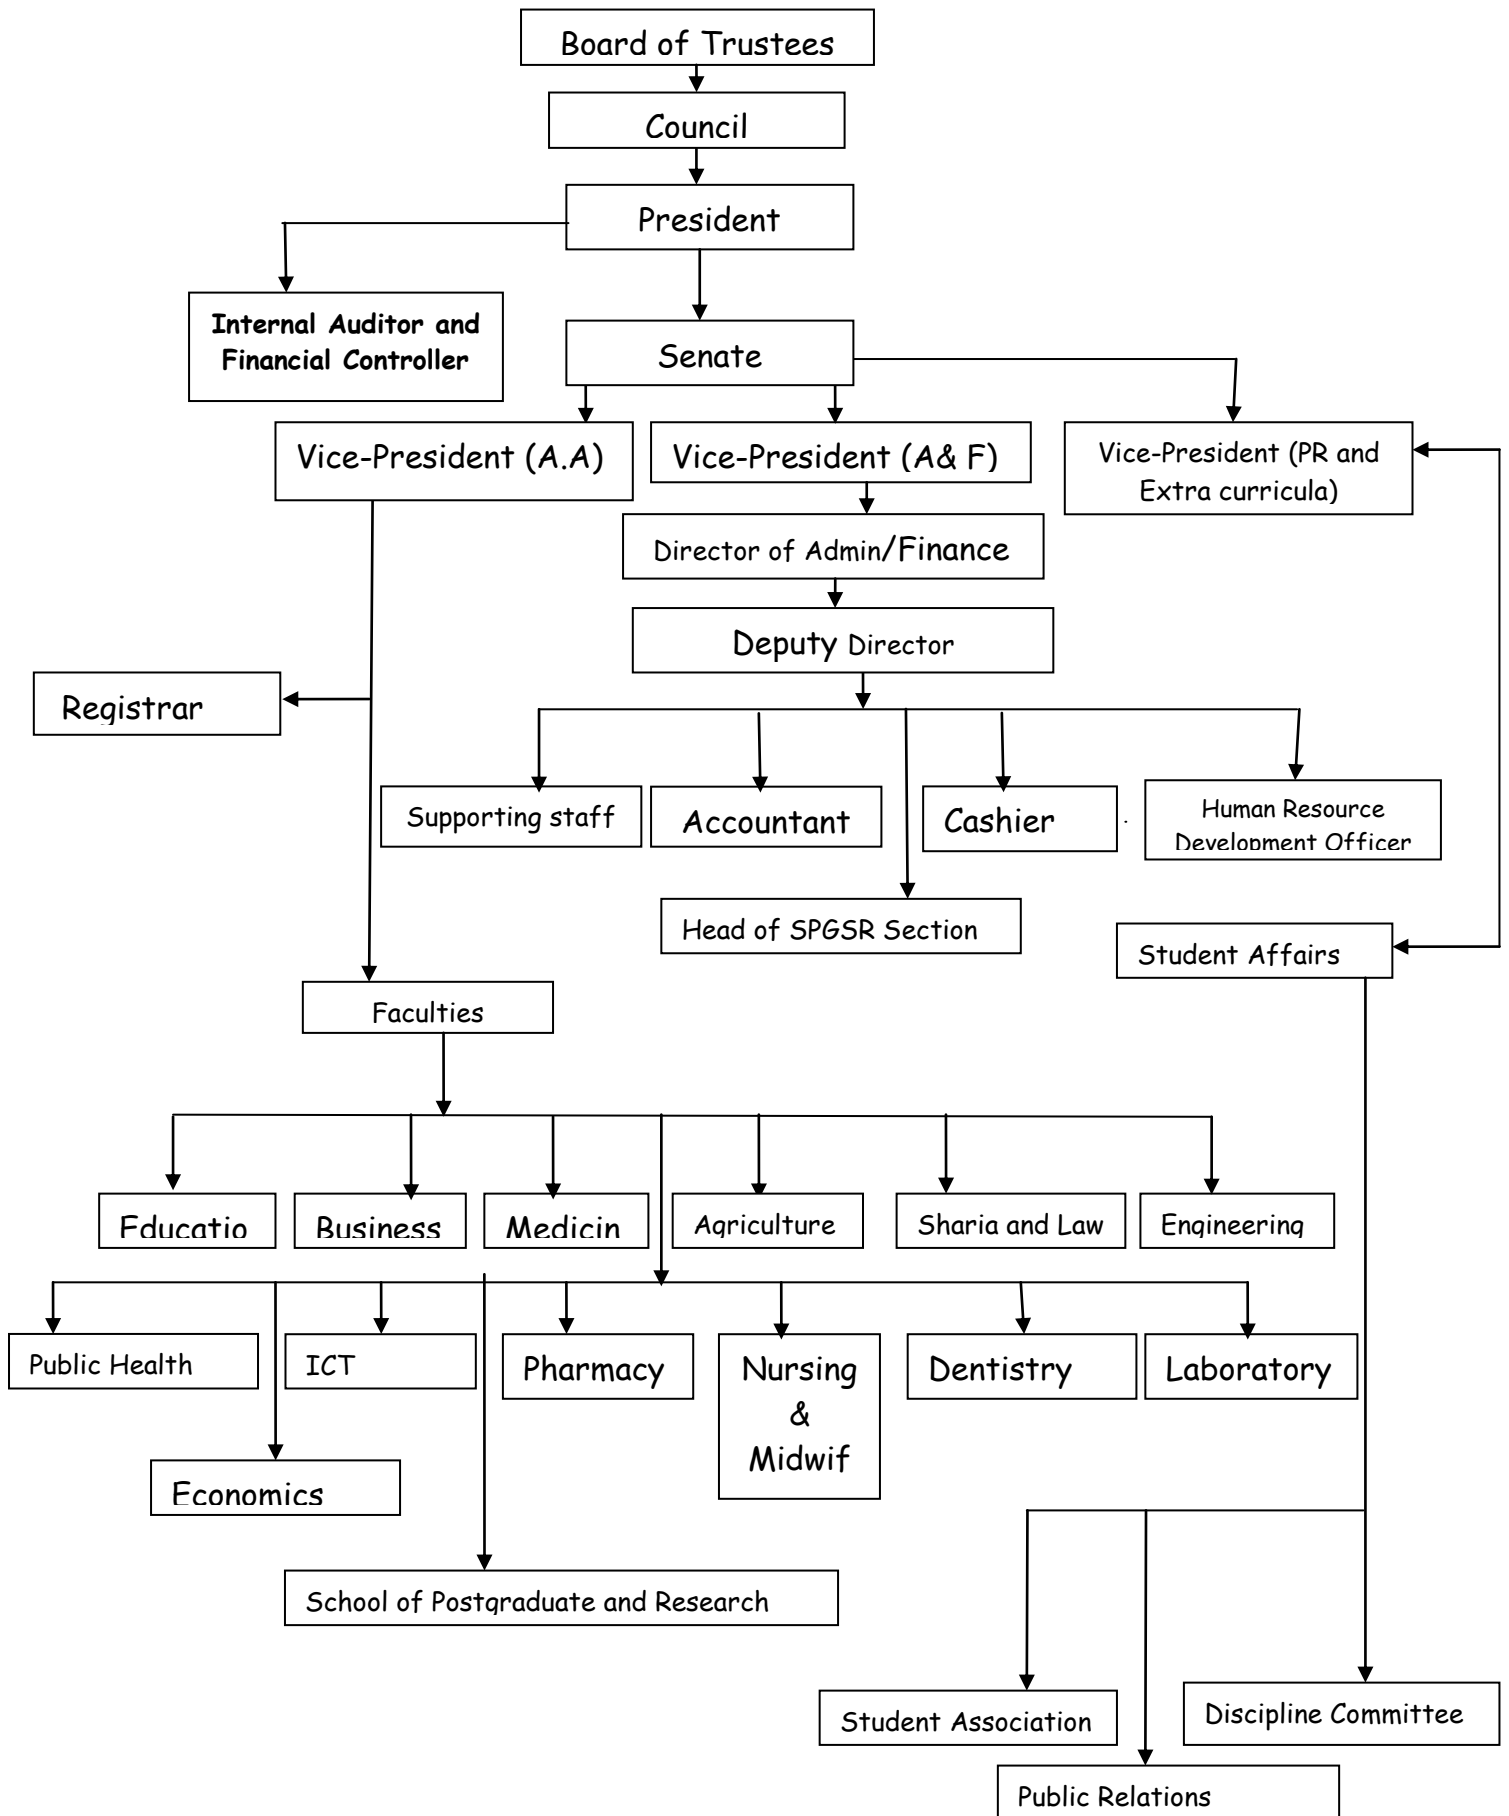 Board of Trustees
Council
President
Internal Auditor and
Financial Controller
Senate
Vice-President (A.A)
Vice-President (A& F)
Vice-President (PR and
Extra curricula)
Director of Admin/Finance
Deputy Director
Registrar
Supporting staff
Accountant
Cashier
.
Human Resource
Development Officer
Head of SPGSR Section
Student Affairs
Faculties
Educatio
Business
Medicin
Agriculture
Sharia and Law
Engineering
Public Health
ICT
Pharmacy
Nursing
&
Midwif
Dentistry
Laboratory
Economics
School of Postgraduate and Research
Student Association
Discipline Committee
Public Relations